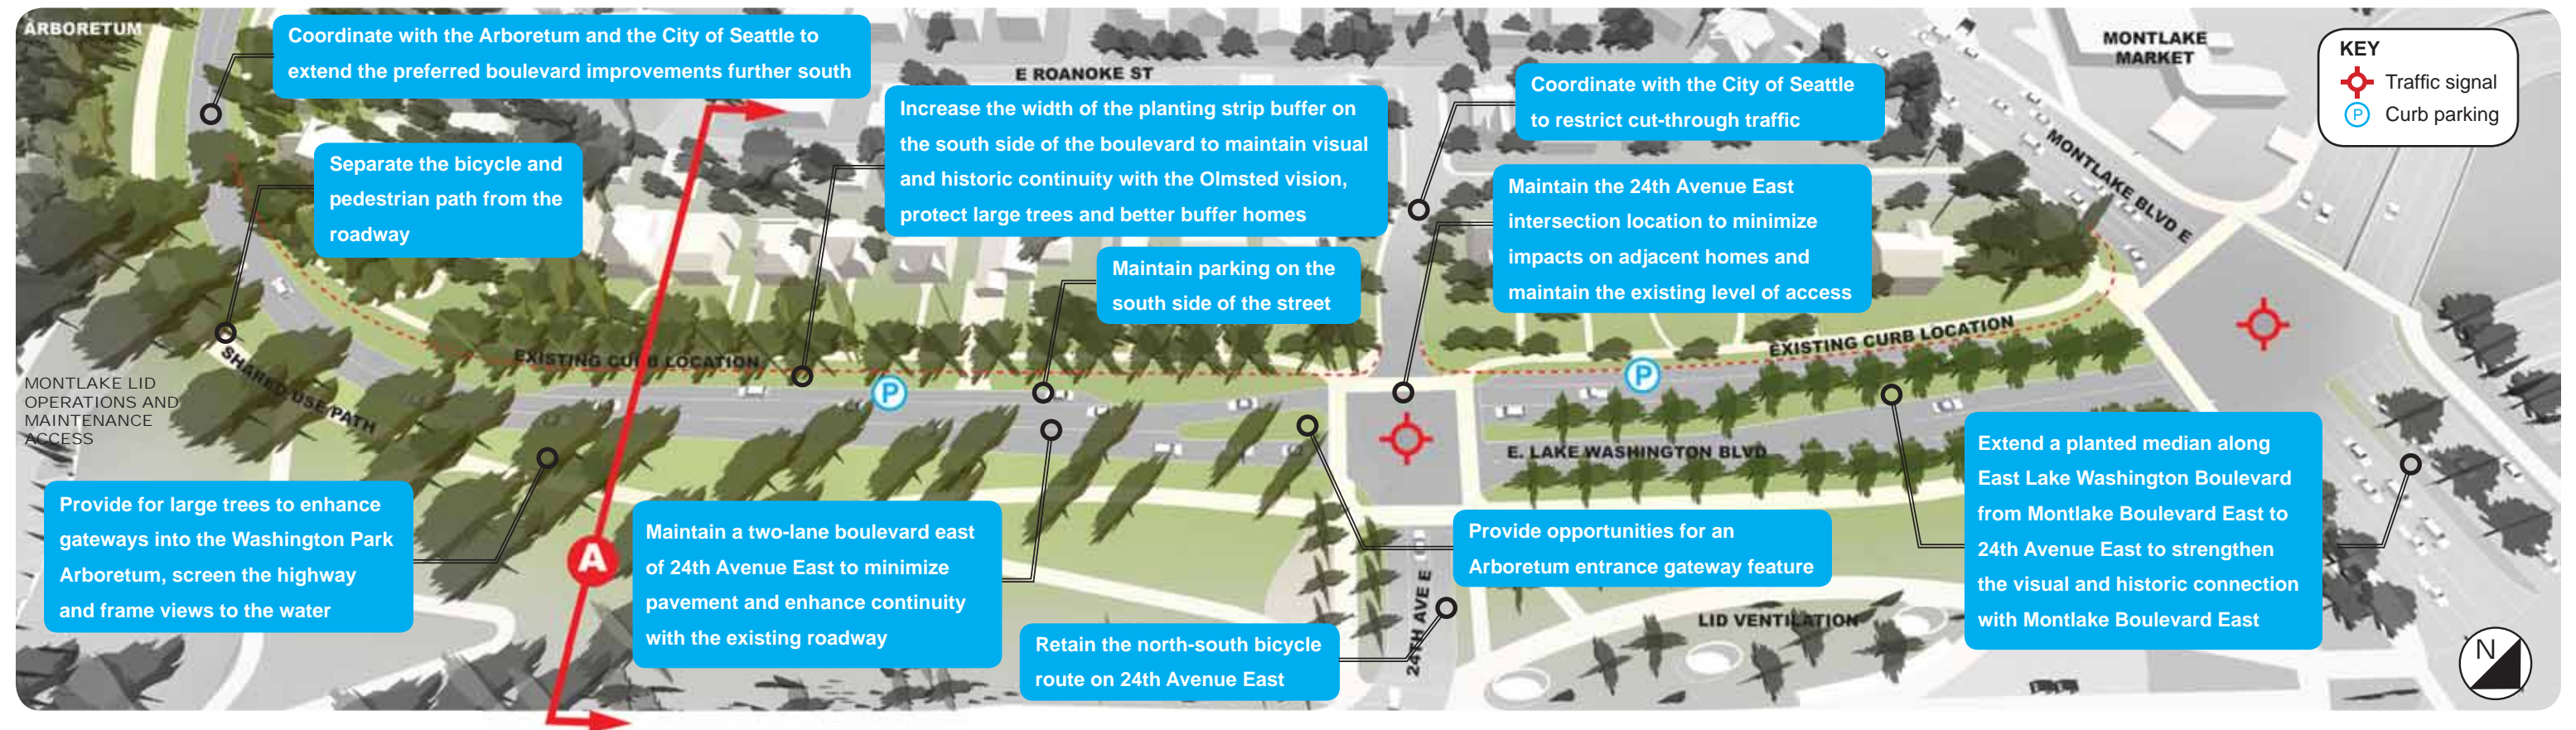 ARBORETUM
Coordinate with the Arboretum and the City of Seattle to
extend the preferred boulevard improvements further south
E ROANOKE ST
MONTLAKE
MARKET
KEY
Traffic signal
P Curb parking
Separate the bicycle and
pedestrian path from the
roadway
Increase the width of the planting strip buffer on
the south side of the boulevard to maintain visual
and historic continuity with the Olmsted vision,
protect large trees and better buffer homes
Coordinate with the City of Seattle
to restrict cut-through traffic
Maintain the 24th Avenue East
intersection location to minimize
impacts on adjacent homes and
maintain the existing level of access
MONTLAKE BLVD E
Maintain parking on the
south side of the street
EXISTING CURB LOCATION
EXISTING CURB LOCATION
P
P
SHARED USE PATH
MONTLAKE LID
OPERATIONS AND
MAINTENANCE
ACCESS
E. LAKE WASHINGTON BLVD
Provide for large trees to enhance
gateways into the Washington Park
Arboretum, screen the highway
and frame views to the water
A
Maintain a two-lane boulevard east
of 24th Avenue East to minimize
pavement and enhance continuity
with the existing roadway
Provide opportunities for an
Arboretum entrance gateway feature
Extend a planted median along
East Lake Washington Boulevard
from Montlake Boulevard East to
24th Avenue East to strengthen
the visual and historic connection
with Montlake Boulevard East
Retain the north-south bicycle
route on 24th Avenue East
24TH AVE E
LID VENTILATION
N